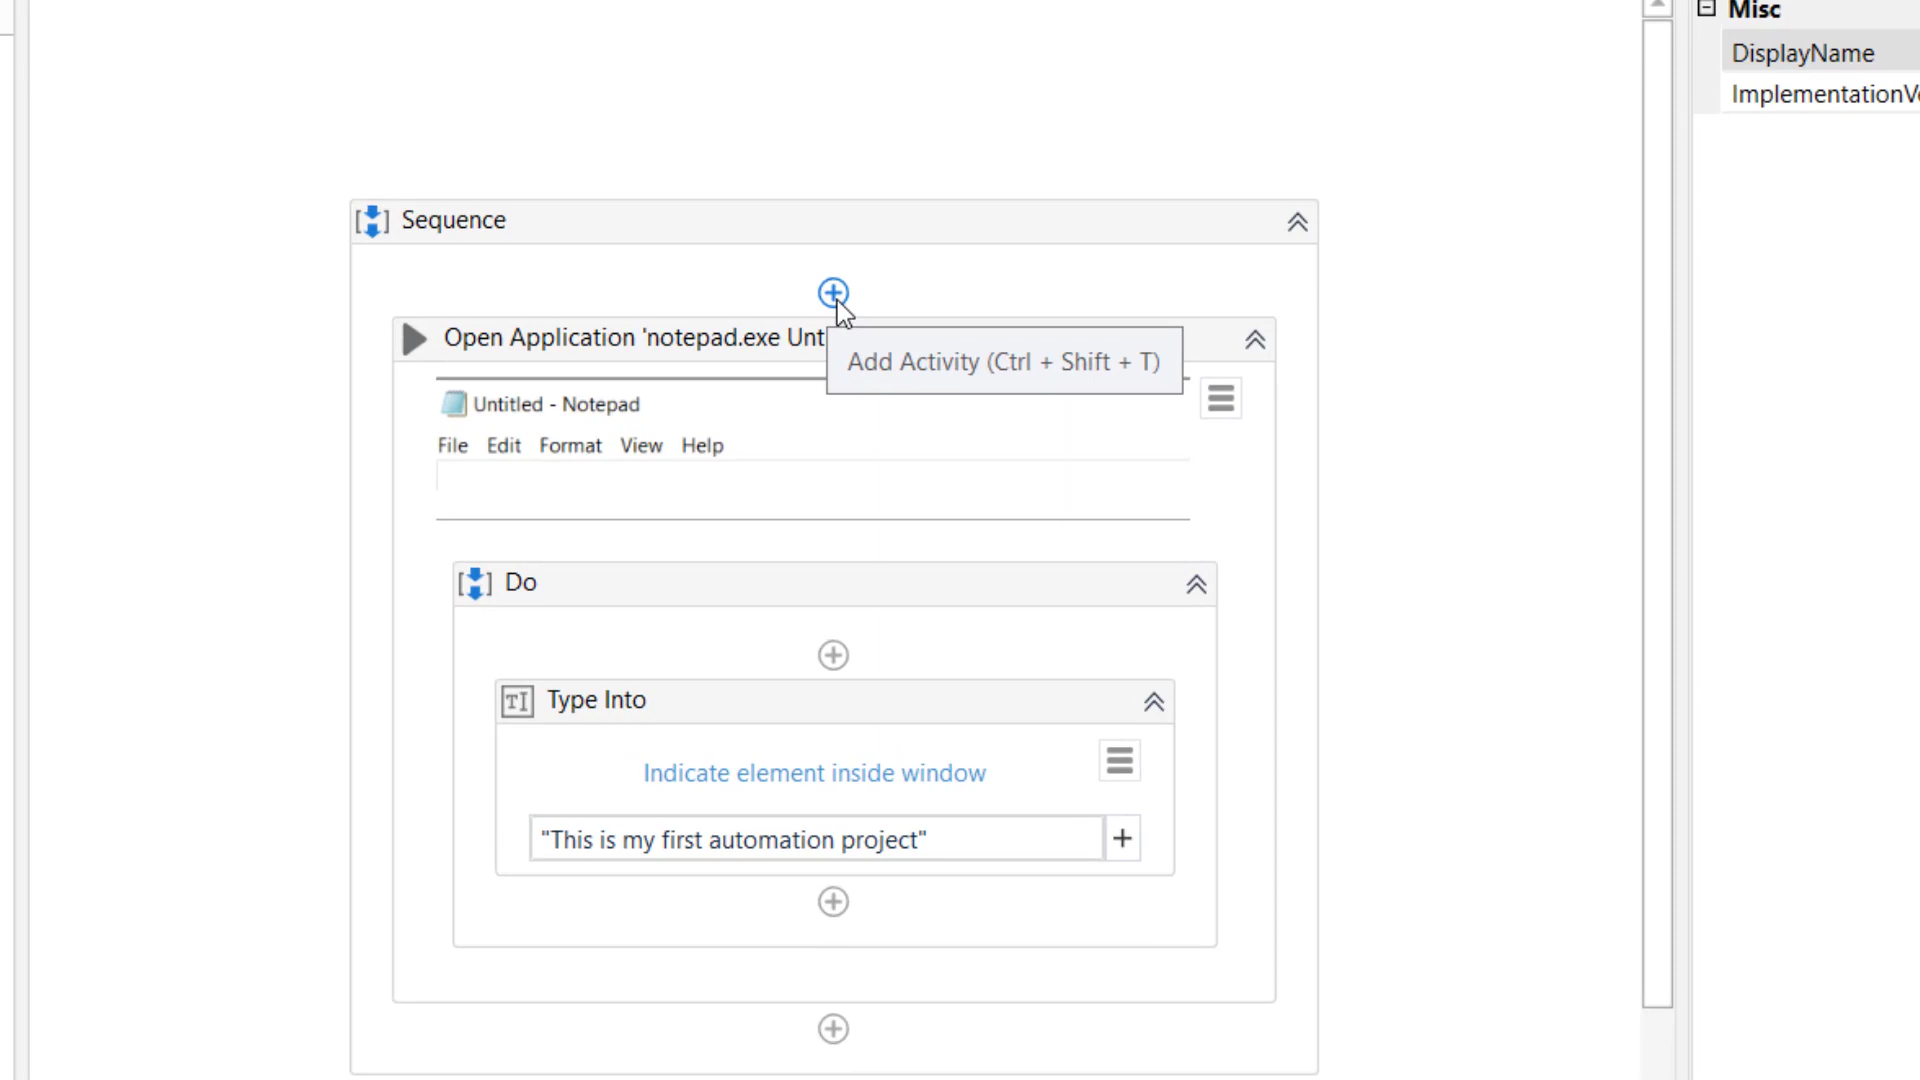 Misc
DisplayName
ImplementationV
Sequence
Open Application 'notepad.exe Unt
Add Activity (Ctrl + Shift + T)
Untitled - Notepad
File Edit Format View Help
Do
Type Into
Indicate element inside window
"This is my first automation project"